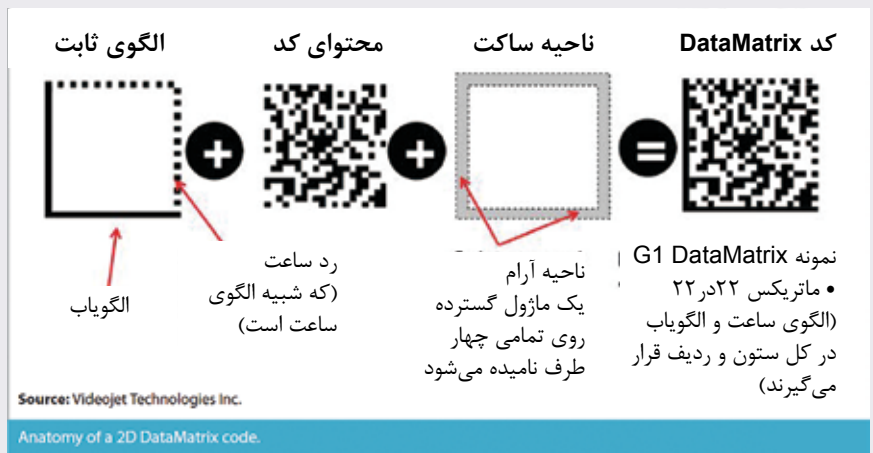 الگوی ثابت
محتوای کد
ناحیه ساکت
کد DataMatrix
الگویاب
رد ساعت
(که شبیه الگوی
ساعت است)
ناحیه آرام
یک ماژول گسترده
روی تمامی چهار
طرف نامیده می‌شود
نمونه G1 DataMatrix
• ماتریکس ۲۲در۲۲
(الگوی ساعت و الگویاب
در کل ستون و ردیف قرار
می‌گیرند)
Source: Videojet Technologies Inc.
Anatomy of a 2D DataMatrix code.